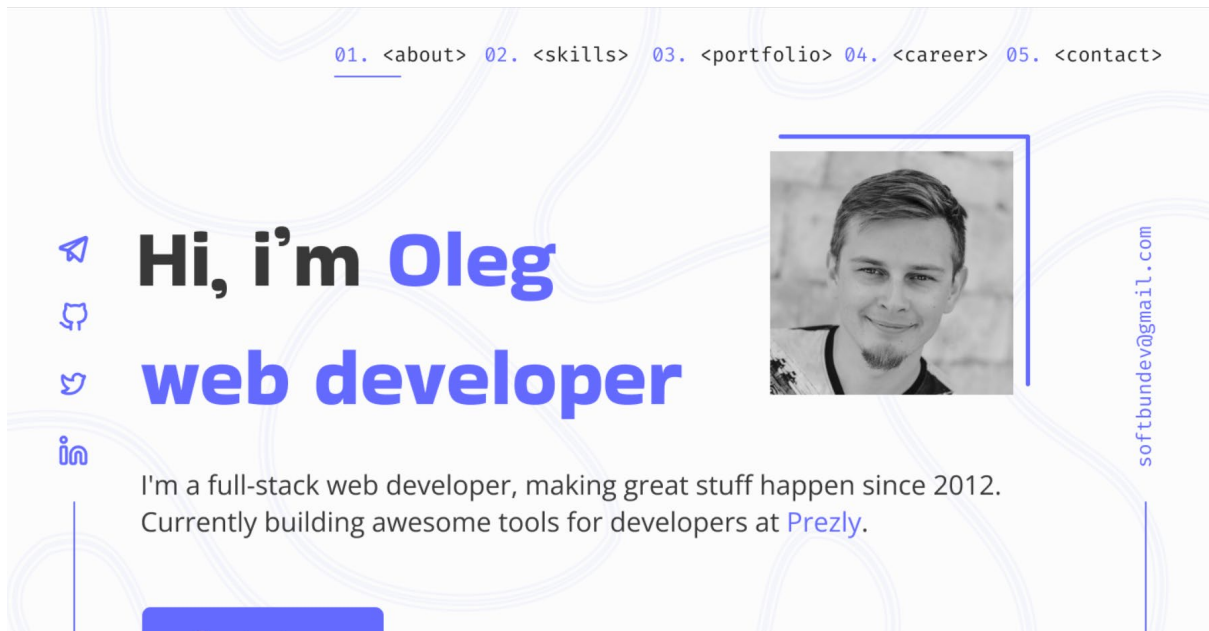 01. <about> 02. <skills> 03. <portfolio> 04. <career> 05. <contact>
Hi, i’m Oleg
web developer
I'm a full-stack web developer, making great stuff happen since 2012.
Currently building awesome tools for developers at Prezly.
softbundev@gmail.com